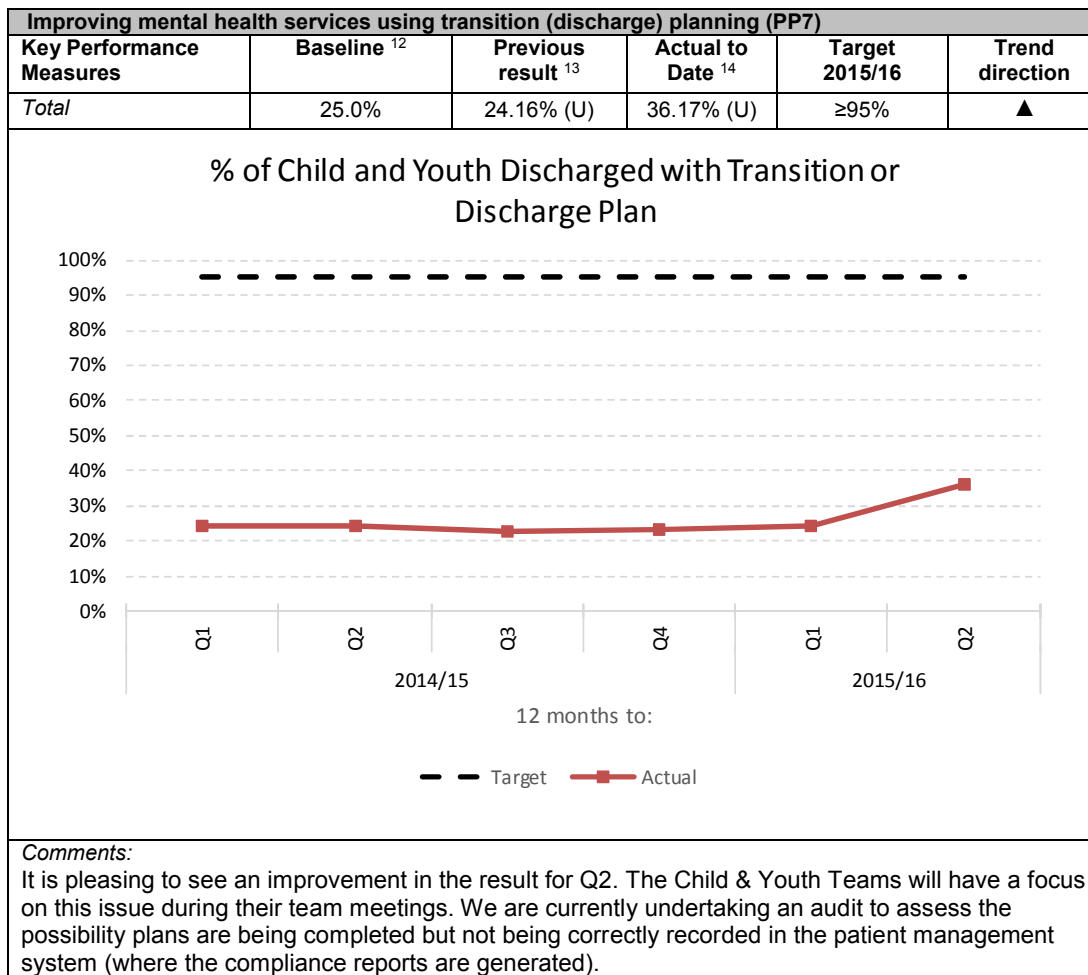 Improving mental health services using transition (discharge) planning (PP7)
Key Performance Measures Baseline 12 Previous result 13 Actual to Date 14 Target 2015/16 Trend direction
Total 25.0% 24.16% (U) 36.17% (U) ≥95% ▲
% of Child and Youth Discharged with Transition or
Discharge Plan
100%
90%
80%
70%
60%
50%
40%
30%
20%
10%
0%
Q1 Q2 Q3 Q4 Q1 Q2
2014/15 2015/16
12 months to:
Target Actual
Comments:
It is pleasing to see an improvement in the result for Q2. The Child & Youth Teams will have a focus
on this issue during their team meetings. We are currently undertaking an audit to assess the
possibility plans are being completed but not being correctly recorded in the patient management
system (where the compliance reports are generated).